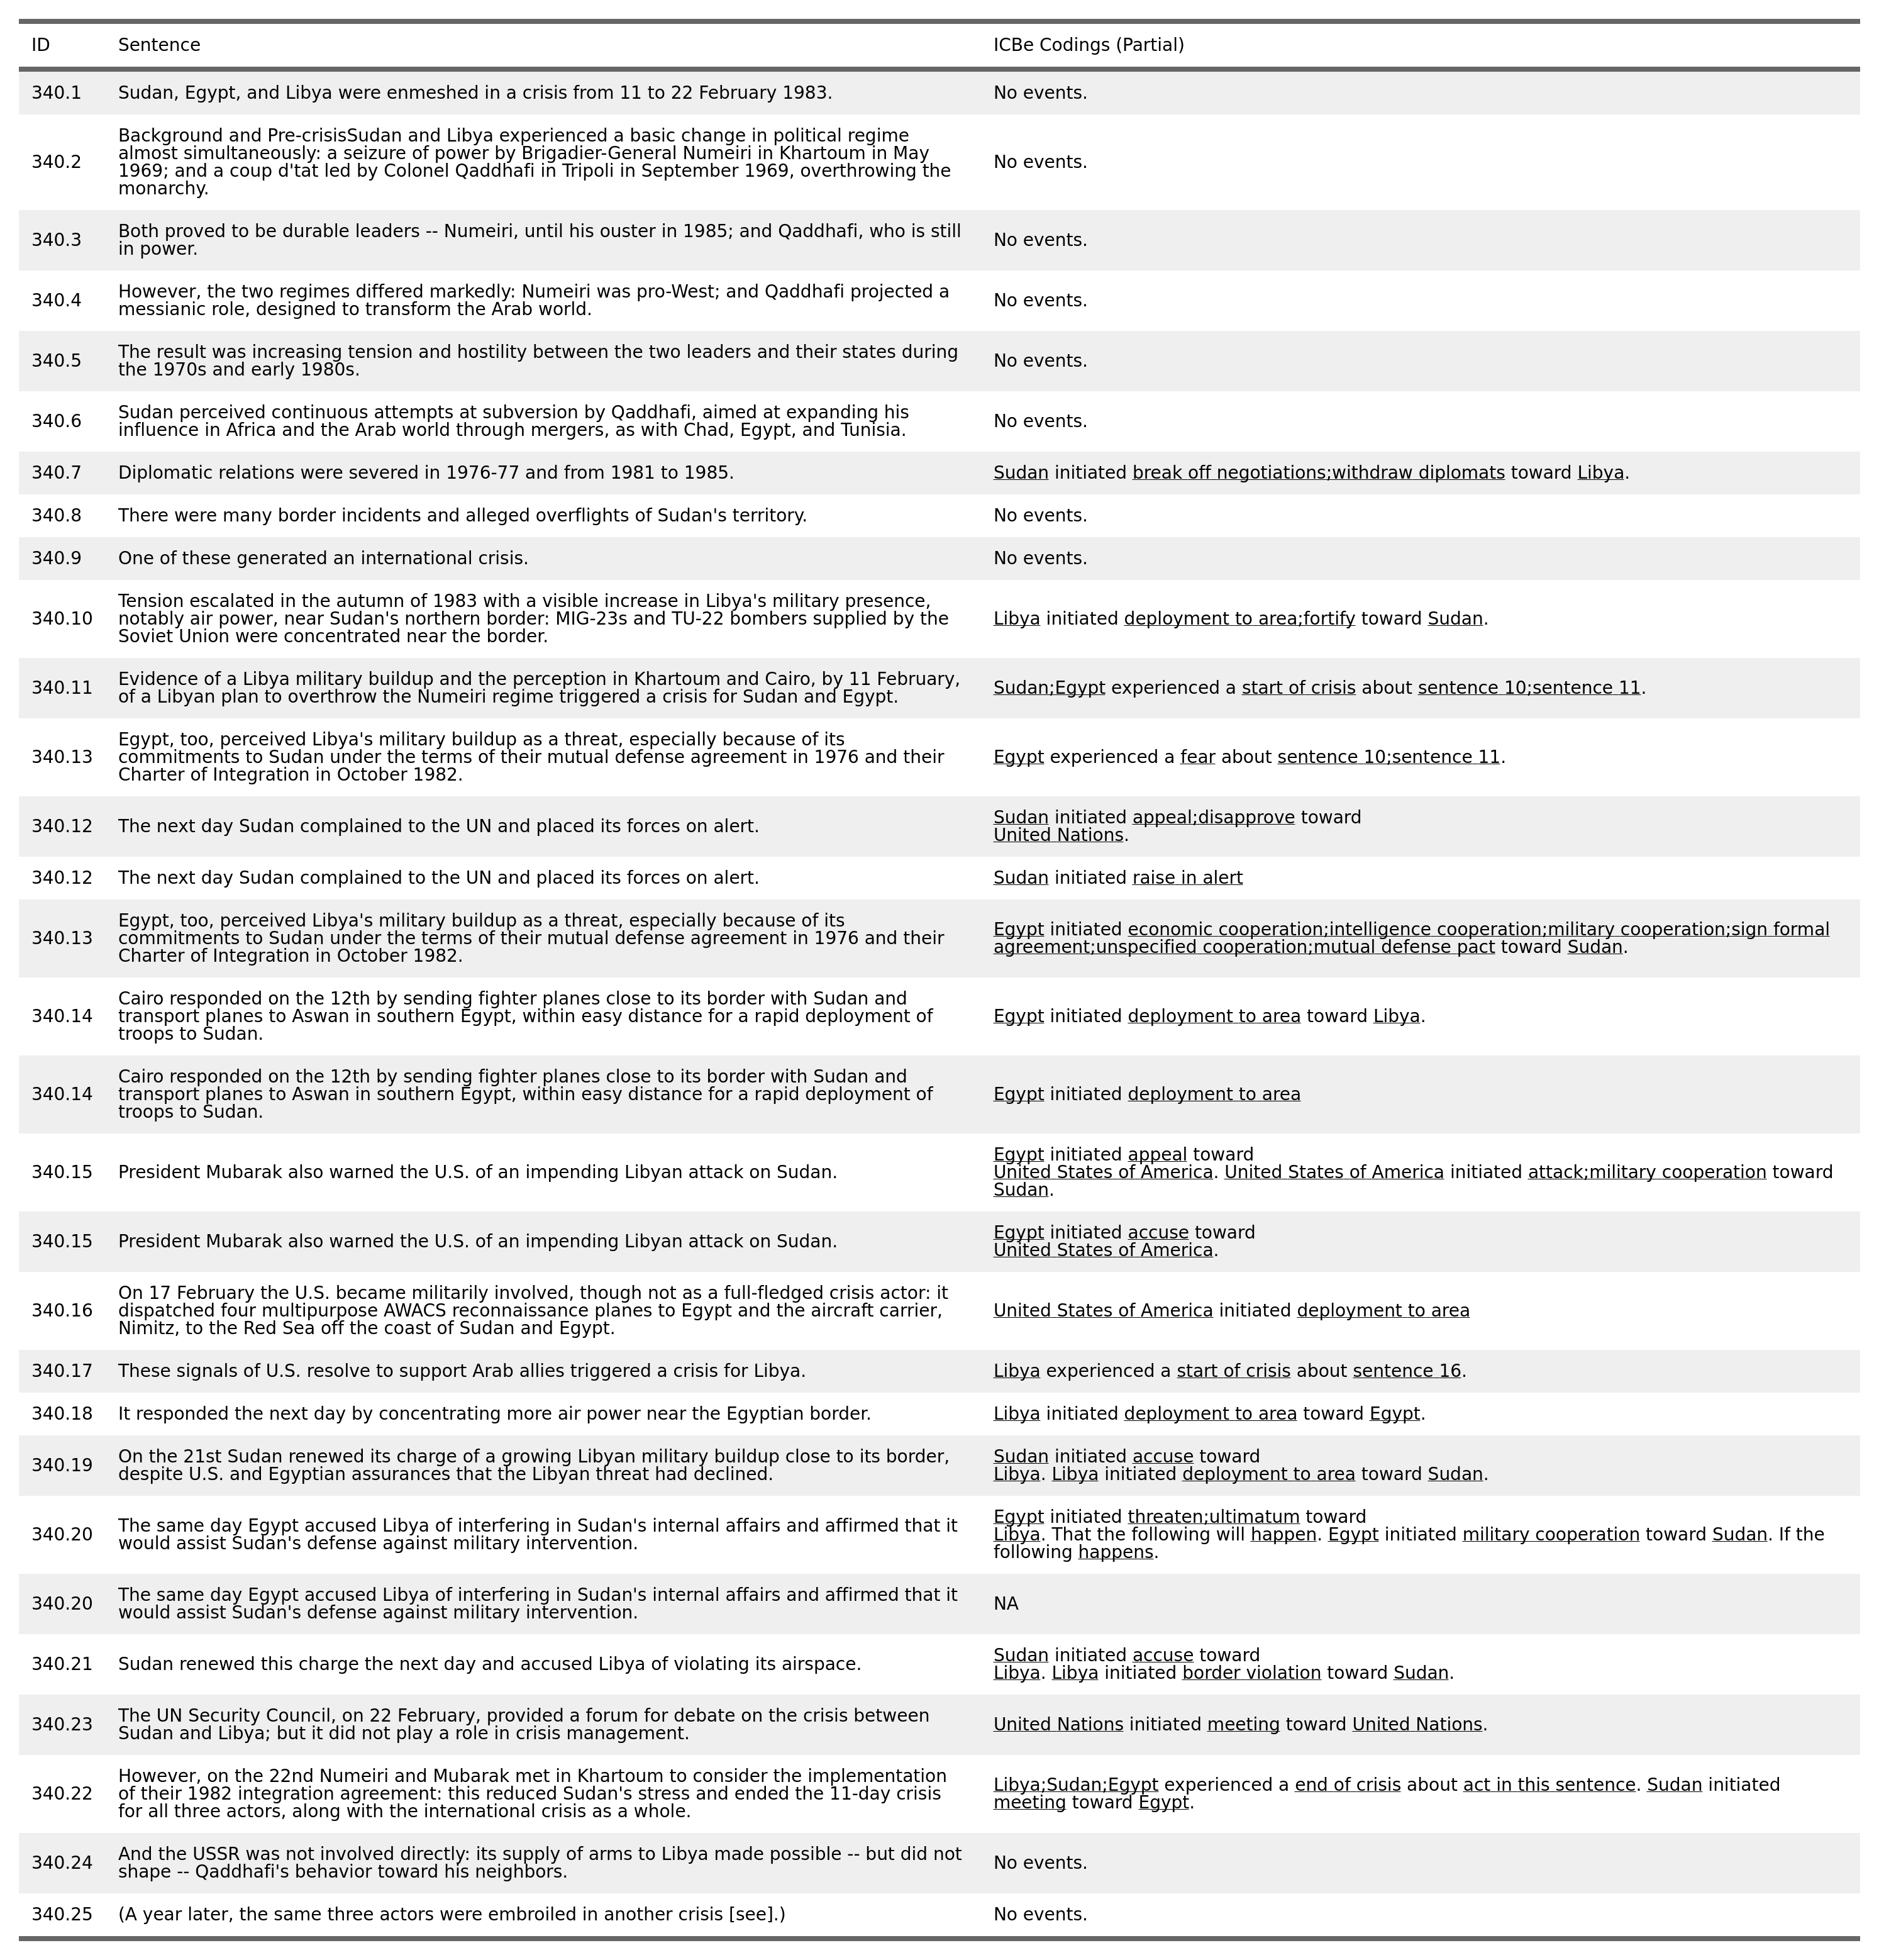 ID Sentence ICBe Codings (Partial)
340.1 Sudan, Egypt, and Libya were enmeshed in a crisis from 11 to 22 February 1983. No events.
340.2 Background and Pre-crisisSudan and Libya experienced a basic change in political regime
almost simultaneously: a seizure of power by Brigadier-General Numeiri in Khartoum in May
1969; and a coup d'tat led by Colonel Qaddhafi in Tripoli in September 1969, overthrowing the
monarchy. No events.
340.3 Both proved to be durable leaders -- Numeiri, until his ouster in 1985; and Qaddhafi, who is still
in power. No events.
340.4 However, the two regimes differed markedly: Numeiri was pro-West; and Qaddhafi projected a
messianic role, designed to transform the Arab world. No events.
340.5 The result was increasing tension and hostility between the two leaders and their states during
the 1970s and early 1980s. No events.
340.6 Sudan perceived continuous attempts at subversion by Qaddhafi, aimed at expanding his
influence in Africa and the Arab world through mergers, as with Chad, Egypt, and Tunisia. No events.
340.7 Diplomatic relations were severed in 1976-77 and from 1981 to 1985. Sudan initiated break off negotiations;withdraw diplomats toward Libya.
340.8 There were many border incidents and alleged overflights of Sudan's territory. No events.
340.9 One of these generated an international crisis. No events.
340.10 Tension escalated in the autumn of 1983 with a visible increase in Libya's military presence,
notably air power, near Sudan's northern border: MIG-23s and TU-22 bombers supplied by the
Soviet Union were concentrated near the border. Libya initiated deployment to area;fortify toward Sudan.
340.11 Evidence of a Libya military buildup and the perception in Khartoum and Cairo, by 11 February,
of a Libyan plan to overthrow the Numeiri regime triggered a crisis for Sudan and Egypt. Sudan;Egypt experienced a start of crisis about sentence 10;sentence 11.
340.13 Egypt, too, perceived Libya's military buildup as a threat, especially because of its
commitments to Sudan under the terms of their mutual defense agreement in 1976 and their
Charter of Integration in October 1982. Egypt experienced a fear about sentence 10;sentence 11.
340.12 The next day Sudan complained to the UN and placed its forces on alert. Sudan initiated appeal;disapprove toward
United Nations.
340.12 The next day Sudan complained to the UN and placed its forces on alert. Sudan initiated raise in alert
340.13 Egypt, too, perceived Libya's military buildup as a threat, especially because of its
commitments to Sudan under the terms of their mutual defense agreement in 1976 and their
Charter of Integration in October 1982. Egypt initiated economic cooperation;intelligence cooperation;military cooperation;sign formal
agreement;unspecified cooperation;mutual defense pact toward Sudan.
340.14 Cairo responded on the 12th by sending fighter planes close to its border with Sudan and
transport planes to Aswan in southern Egypt, within easy distance for a rapid deployment of
troops to Sudan. Egypt initiated deployment to area toward Libya.
340.14 Cairo responded on the 12th by sending fighter planes close to its border with Sudan and
transport planes to Aswan in southern Egypt, within easy distance for a rapid deployment of
troops to Sudan. Egypt initiated deployment to area
340.15 President Mubarak also warned the U.S. of an impending Libyan attack on Sudan. Egypt initiated appeal toward
United States of America. United States of America initiated attack;military cooperation toward
Sudan.
340.15 President Mubarak also warned the U.S. of an impending Libyan attack on Sudan. Egypt initiated accuse toward
United States of America.
340.16 On 17 February the U.S. became militarily involved, though not as a full-fledged crisis actor: it
dispatched four multipurpose AWACS reconnaissance planes to Egypt and the aircraft carrier,
Nimitz, to the Red Sea off the coast of Sudan and Egypt. United States of America initiated deployment to area
340.17 These signals of U.S. resolve to support Arab allies triggered a crisis for Libya. Libya experienced a start of crisis about sentence 16.
340.18 It responded the next day by concentrating more air power near the Egyptian border. Libya initiated deployment to area toward Egypt.
340.19 On the 21st Sudan renewed its charge of a growing Libyan military buildup close to its border,
despite U.S. and Egyptian assurances that the Libyan threat had declined. Sudan initiated accuse toward
Libya. Libya initiated deployment to area toward Sudan.
340.20 The same day Egypt accused Libya of interfering in Sudan's internal affairs and affirmed that it
would assist Sudan's defense against military intervention. Egypt initiated threaten;ultimatum toward
Libya. That the following will happen. Egypt initiated military cooperation toward Sudan. If the
following happens.
340.20 The same day Egypt accused Libya of interfering in Sudan's internal affairs and affirmed that it
would assist Sudan's defense against military intervention. NA
340.21 Sudan renewed this charge the next day and accused Libya of violating its airspace. Sudan initiated accuse toward
Libya. Libya initiated border violation toward Sudan.
340.23 The UN Security Council, on 22 February, provided a forum for debate on the crisis between
Sudan and Libya; but it did not play a role in crisis management. United Nations initiated meeting toward United Nations.
340.22 However, on the 22nd Numeiri and Mubarak met in Khartoum to consider the implementation
of their 1982 integration agreement: this reduced Sudan's stress and ended the 11-day crisis
for all three actors, along with the international crisis as a whole. Libya;Sudan;Egypt experienced a end of crisis about act in this sentence. Sudan initiated
meeting toward Egypt.
340.24 And the USSR was not involved directly: its supply of arms to Libya made possible -- but did not
shape -- Qaddhafi's behavior toward his neighbors. No events.
340.25 (A year later, the same three actors were embroiled in another crisis [see].) No events.